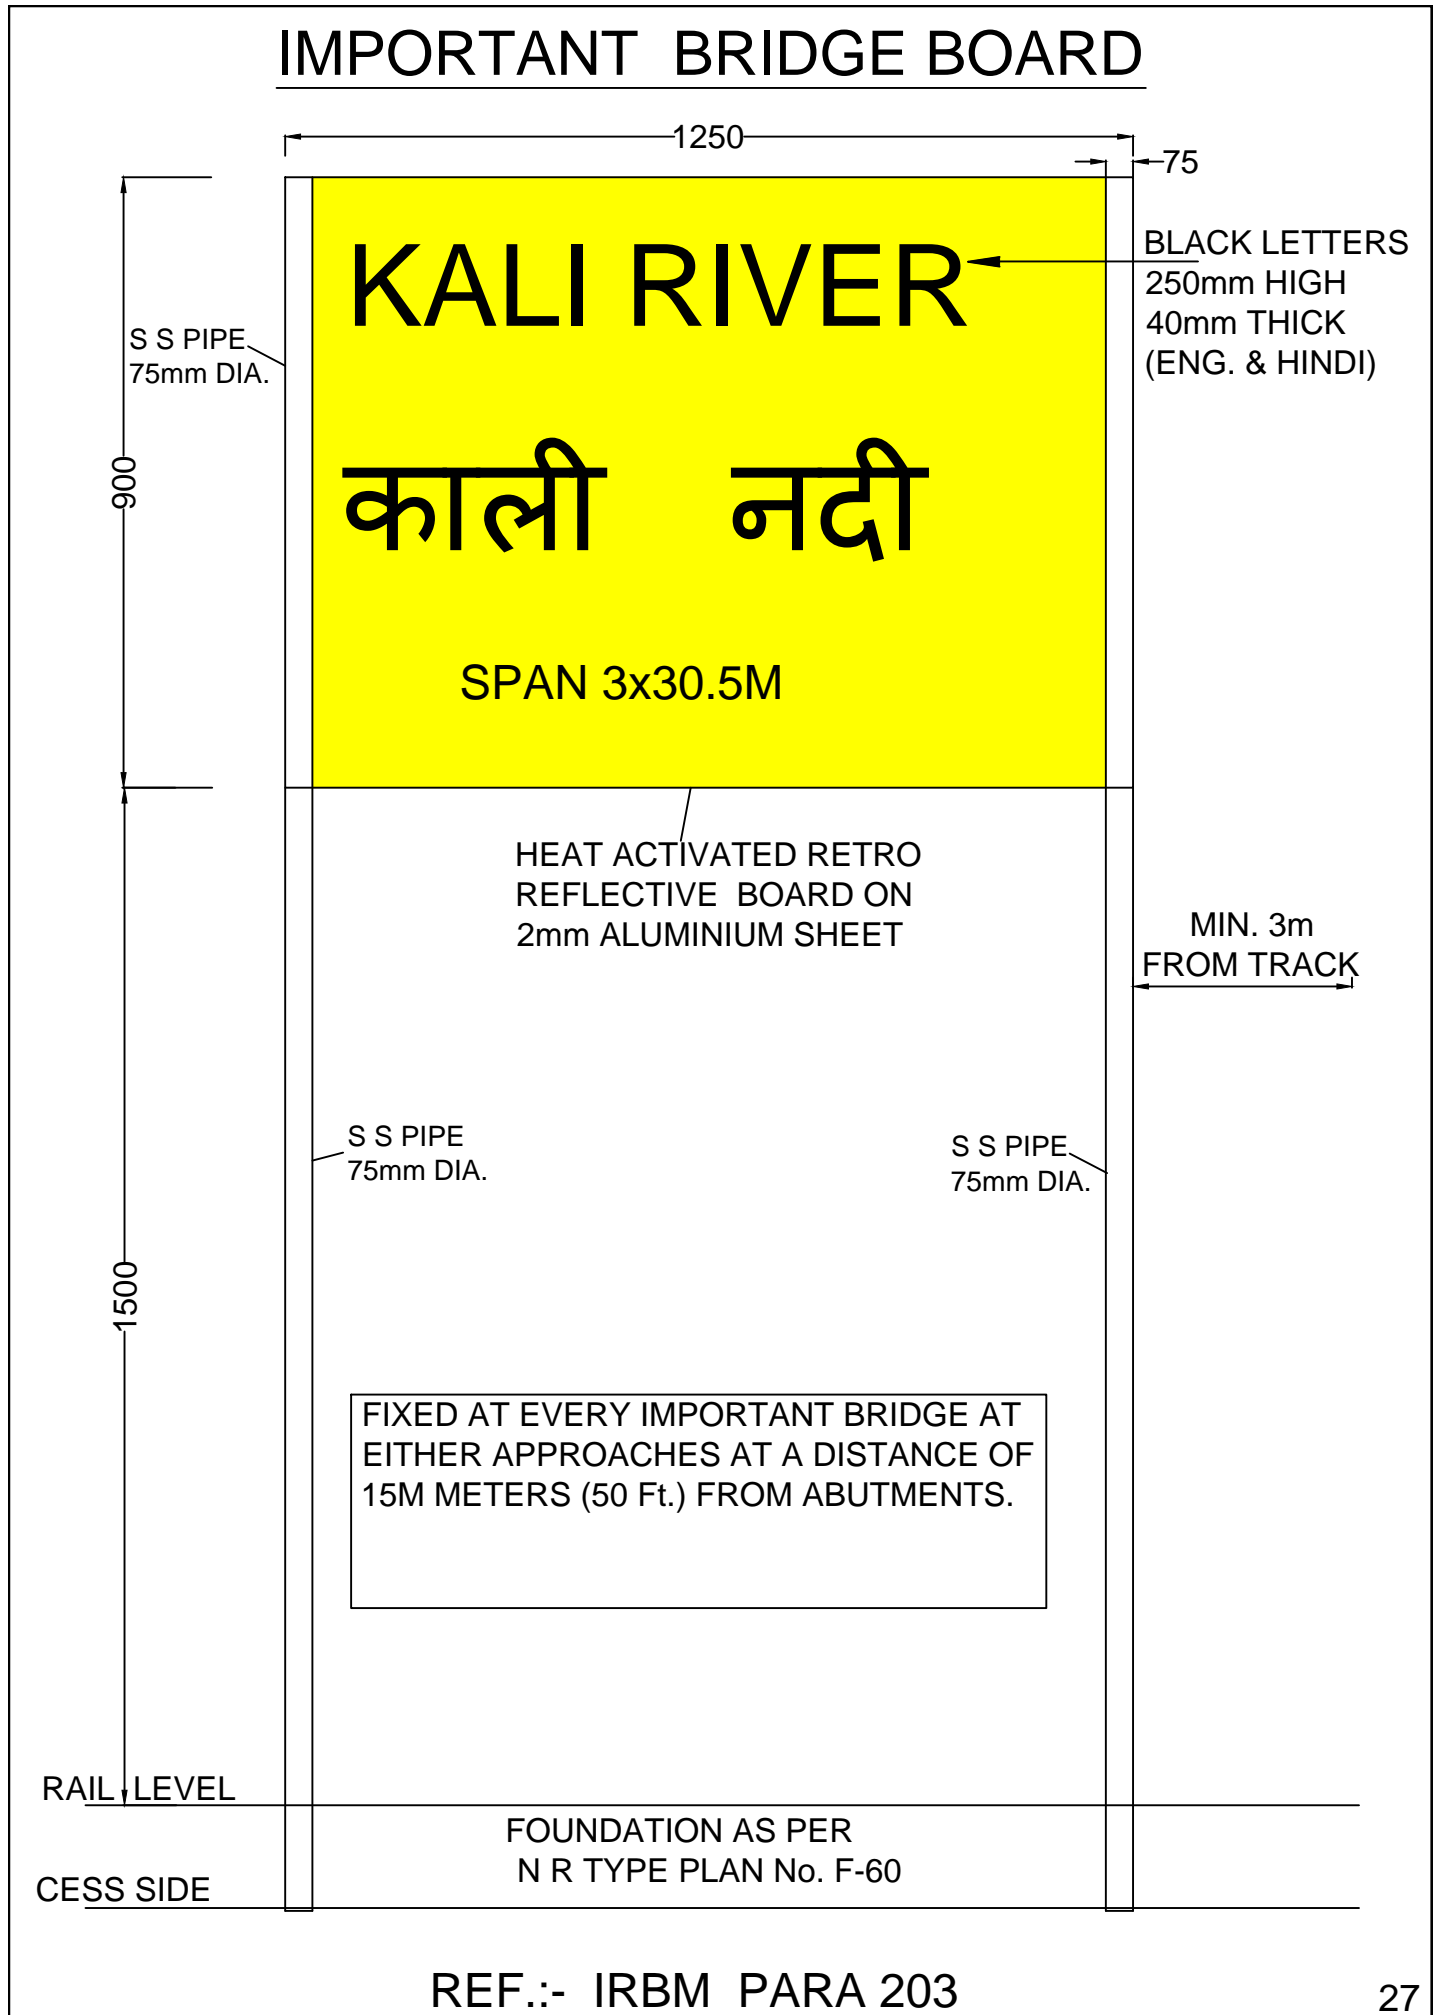 IMPORTANT BRIDGE BOARD
1250
75
KALI RIVER
BLACK LETTERS
250mm HIGH
40mm THICK
(ENG. & HINDI)
S S PIPE
75mm DIA.
900
काली नदी
SPAN 3x30.5M
HEAT ACTIVATED RETRO
REFLECTIVE BOARD ON
2mm ALUMINIUM SHEET
MIN. 3m
FROM TRACK
S S PIPE
75mm DIA.
S S PIPE
75mm DIA.
1500
FIXED AT EVERY IMPORTANT BRIDGE AT
EITHER APPROACHES AT A DISTANCE OF
15M METERS (50 Ft.) FROM ABUTMENTS.
RAIL LEVEL
FOUNDATION AS PER
N R TYPE PLAN No. F-60
CESS SIDE
REF.:- IRBM PARA 203
27